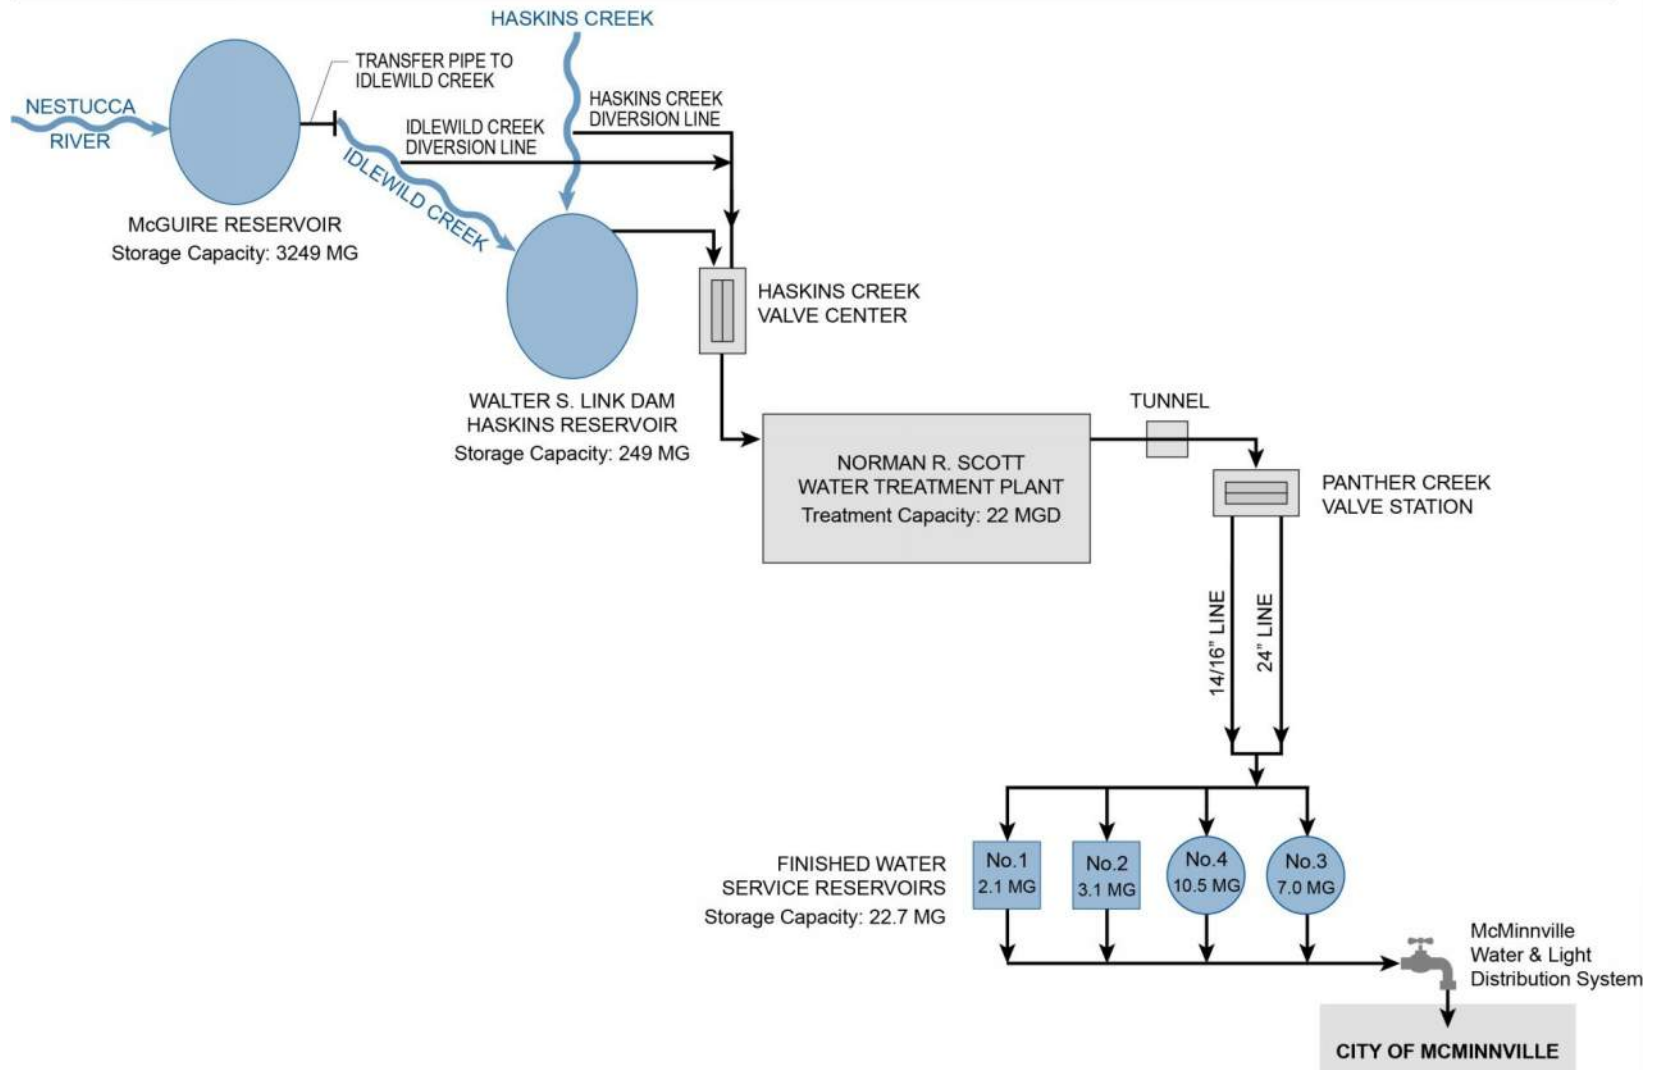 HASKINS CREEK
TRANSFER PIPE TO
IDLEWILD CREEK
NESTUCCA
RIVER
HASKINS CREEK
DIVERSION LINE
IDLEWILD CREEK
DIVERSION LINE
IDLEWILD CREEK
McGUIRE RESERVOIR
Storage Capacity: 3249 MG
HASKINS CREEK
VALVE CENTER
WALTER S. LINK DAM
HASKINS RESERVOIR
Storage Capacity: 249 MG
NORMAN R. SCOTT
WATER TREATMENT PLANT
Treatment Capacity: 22 MGD
TUNNEL
PANTHER CREEK
VALVE STATION
14/16" LINE
24" LINE
FINISHED WATER
SERVICE RESERVOIRS
Storage Capacity: 22.7 MG
No.1
2.1 MG
No.2
3.1 MG
No.4
10.5 MG
No.3
7.0 MG
McMinnville
Water & Light
Distribution System
CITY OF MCMINNVILLE